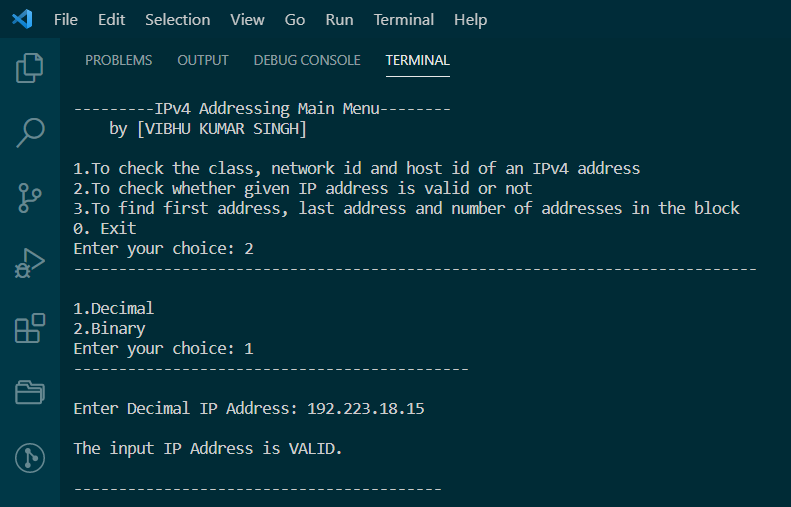 File Edit Selection View Go Run Terminal Help
PROBLEMS OUTPUT DEBUG CONSOLE TERMINAL
---------IPv4 Addressing Main Menu--------
by [VIBHU KUMAR SINGH]
1.To check the class, network id and host id of an IPv4 address
2.To check whether given IP address is valid or not
3.To find first address, last address and number of addresses in the block
0. Exit
Enter your choice: 2
----------------------------------------------------------------------------
1.Decimal
2.Binary
Enter your choice: 1
--------------------------------------------
Enter Decimal IP Address: 192.223.18.15
The input IP Address is VALID.
-----------------------------------------